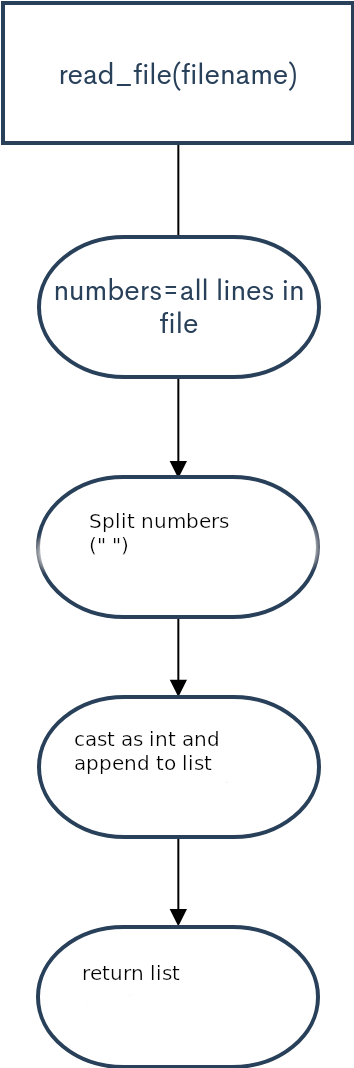 read_file(filename)
numbers=all lines in
file
Split numbers
(" ")
cast as int and
append to list
return list